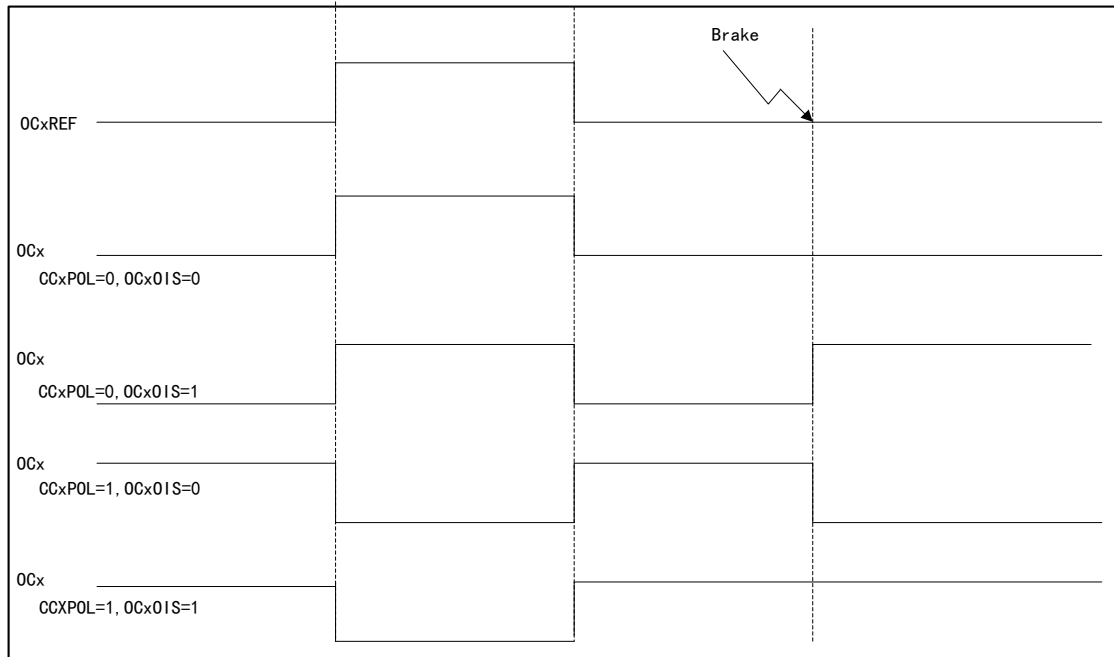 Brake
OCxREF
OCx
CCxPOL=0,OCxOIS=0
OCx
CCxPOL=0,OCxOIS=1
OCx
CCxPOL=1,OCxOIS=0
OCx
CCXPOL=1,OCxOIS=1